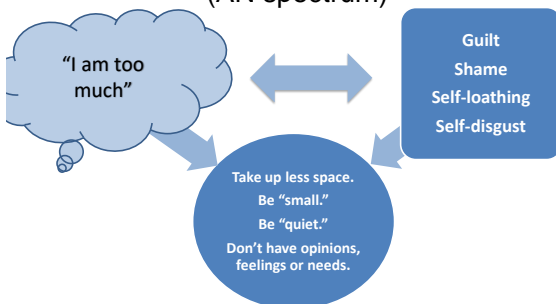 (AN spectrum)
“I am too
much”
Guilt
Shame
Self-loathing
Self-disgust
Take up less space.
Be “small.”
Be “quiet.”
Don’t have opinions,
feelings or needs.